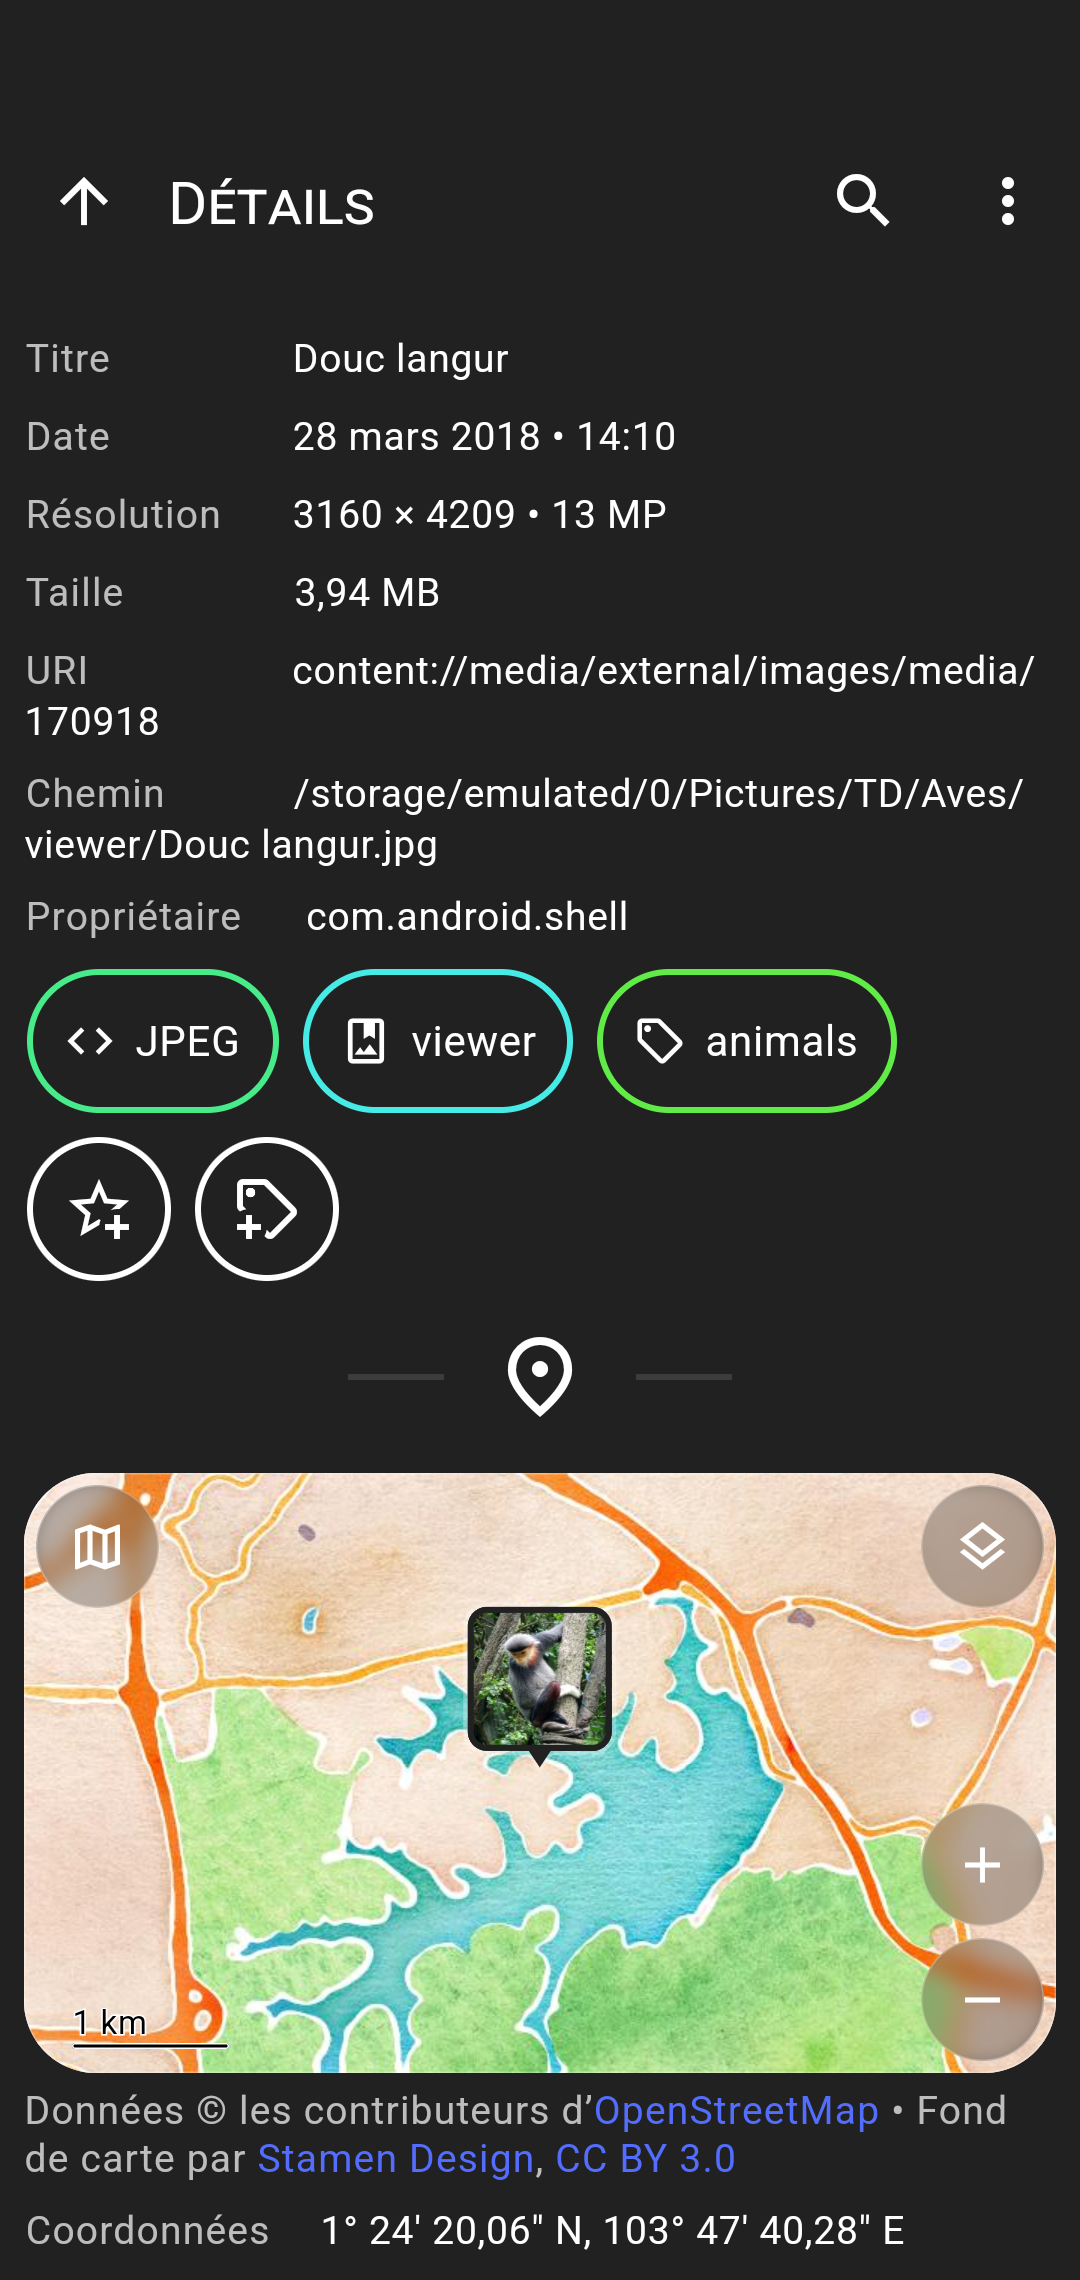 DÉTAILS
Titre Douc langur
Date 28 mars 2018 • 14:10
Résolution 3160 × 4209 • 13 MP
Taille 3,94 MB
URI content://media/external/images/media/
170918
Chemin /storage/emulated/0/Pictures/TD/Aves/
viewer/Douc langur.jpg
Propriétaire com.android.shell
JPEG viewer animals
1 km
Données © les contributeurs d’OpenStreetMap • Fond
de carte par Stamen Design, CC BY 3.0
Coordonnées 1° 24′ 20,06″ N, 103° 47′ 40,28″ E